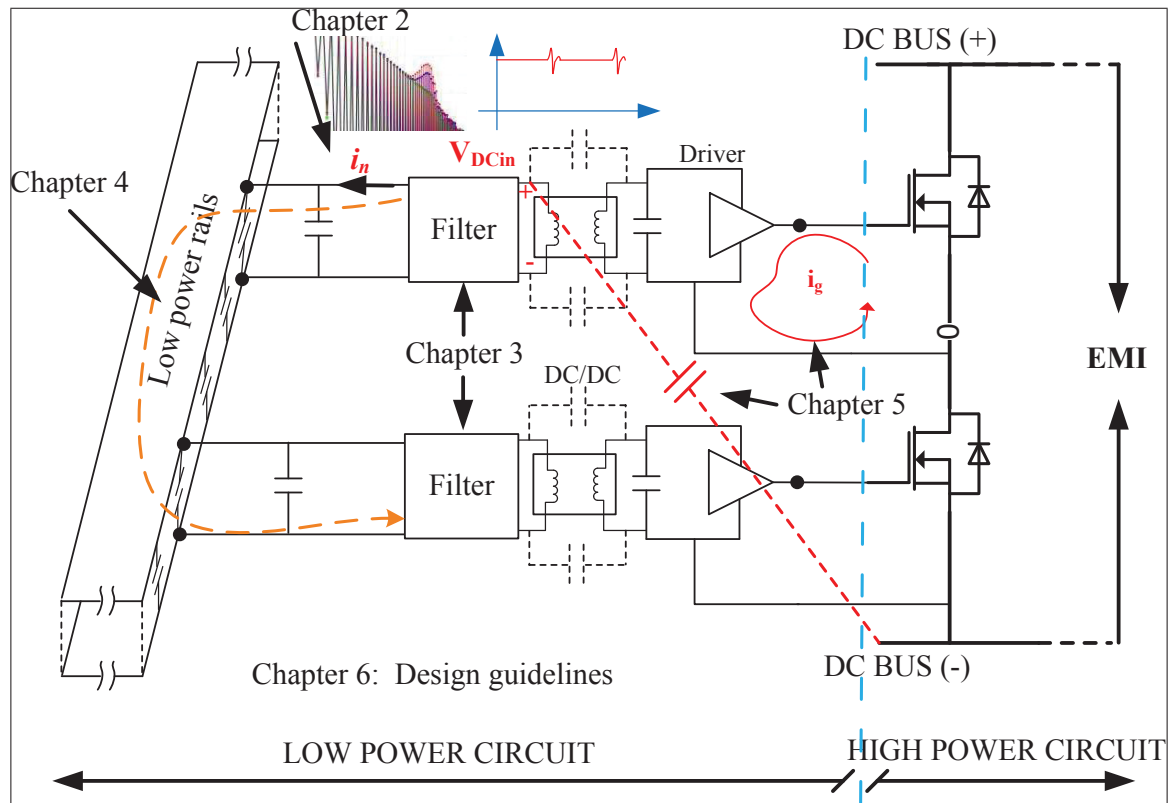 Chapter 2
DC BUS (+)
i_n
V_DCin
Driver
Chapter 4
Low power rails
Filter
+
-
i_g
Chapter 3
EMI
DC/DC
Chapter 5
Filter
DC BUS (-)
Chapter 6: Design guidelines
LOW POWER CIRCUIT
HIGH POWER CIRCUIT